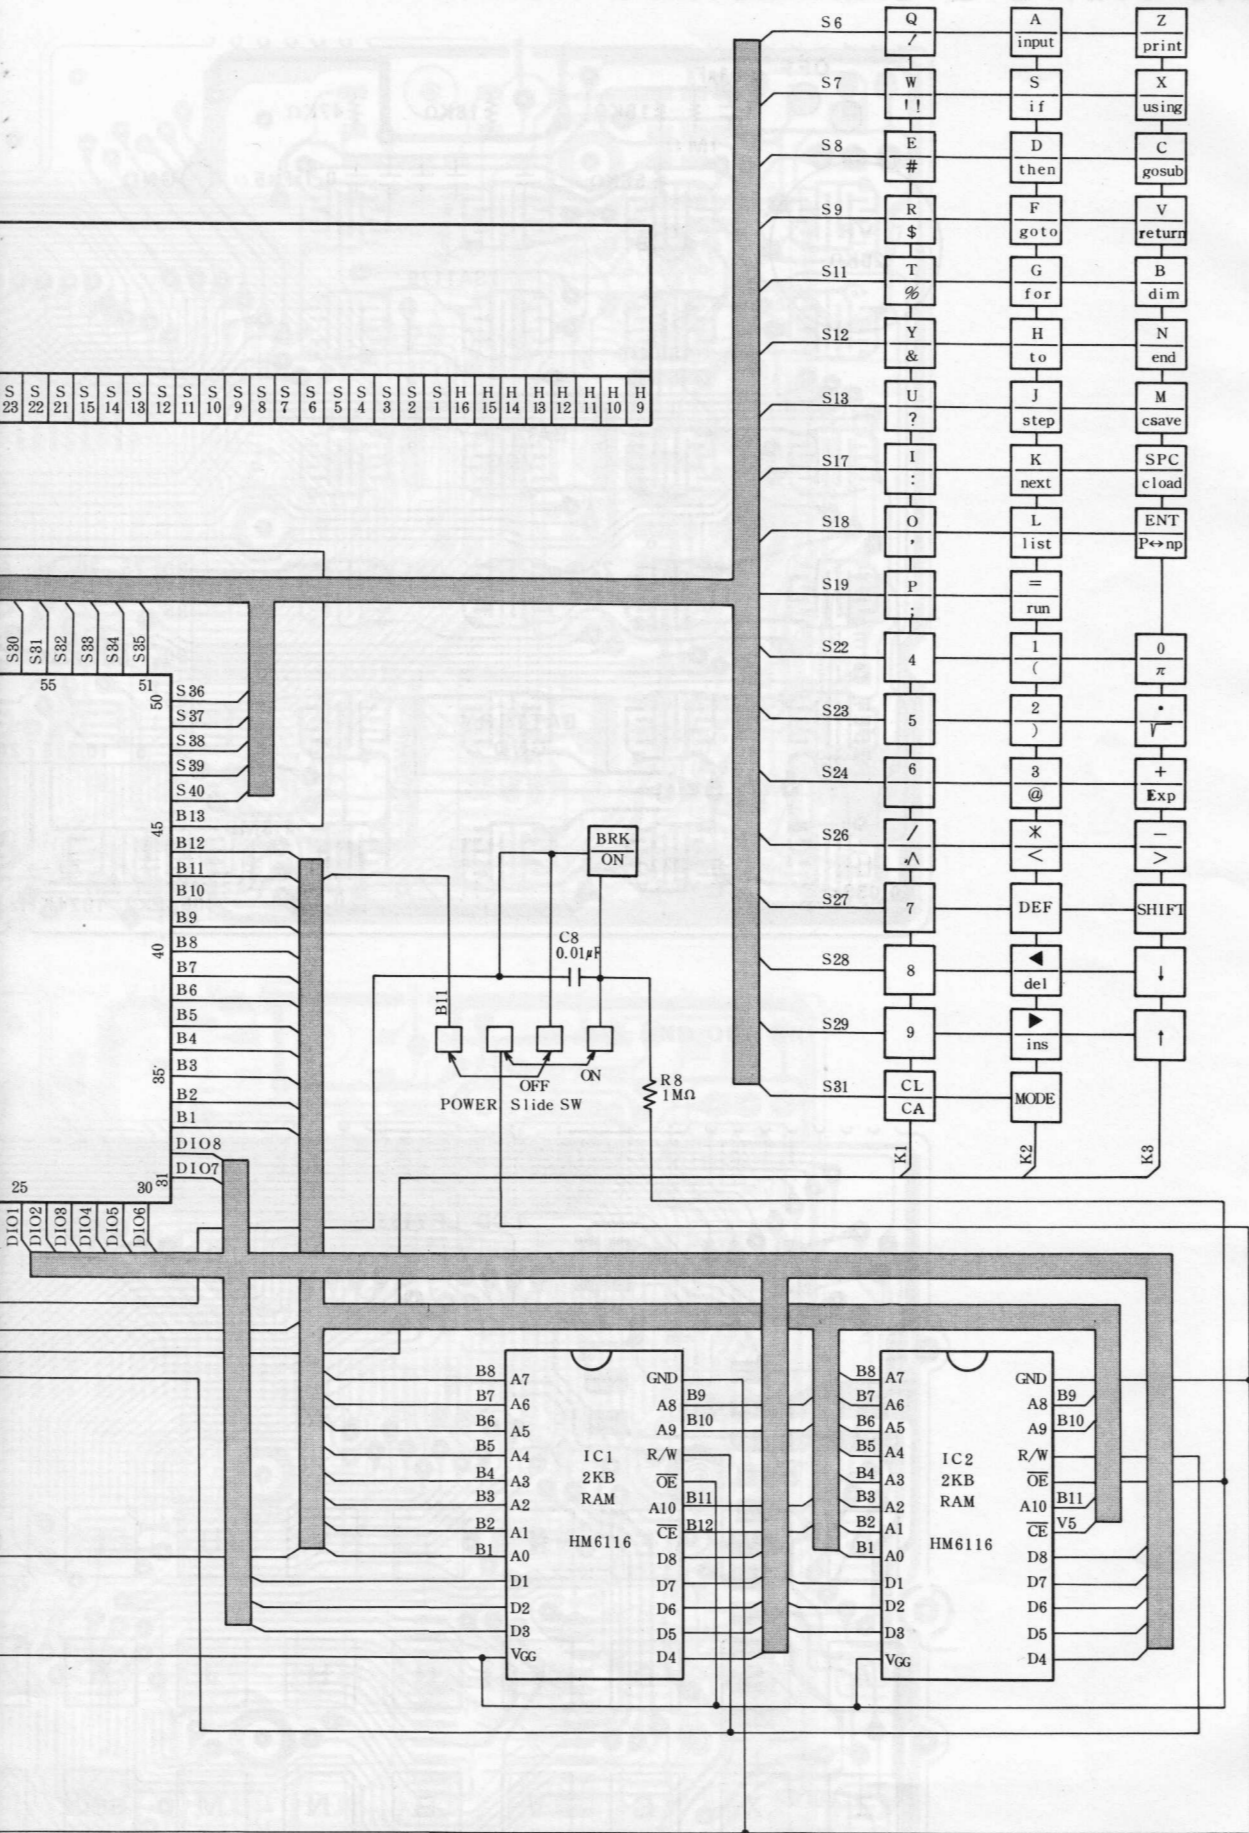 S6 Q ! A input Z print
S7 W !! S if X using
S8 E # D then C gosub
S9 R $ F goto V return
S11 T % G for B dim
S12 Y & H to N end
S13 U ? J step M csave
S17 I : K next SPC cload
S18 O , L list ENT P↔np
S19 P ; = run
S22 4 1 ( 0 π
S23 5 2 ) • √
S24 6 3 @ + Exp
S26 / ∧ * < − >
S27 7 DEF SHIFT
S28 8 ◀ del ↓
S29 9 ▶ ins ↑
S31 CL CA MODE
K1 K2 K3
S S S S S S S S S S S S S S S S S S H H H H H H H H
23 22 21 15 14 13 12 11 10 9 8 7 6 5 4 3 2 1 16 15 14 13 12 11 10 9
S30 S31 S32 S33 S34 S35
55 51
50
S36
S37
S38
S39
S40
B13
45
B12
B11
B10
B9
40
B8
B7
B6
B5
B4
35
B3
B2
B1
DIO8
DIO7
31
25 30
DIO1 DIO2 DIO3 DIO4 DIO5 DIO6
BRK
ON
C8
0.01μF
B11
OFF ON
POWER Slide SW
R8
1MΩ
B8 A7 GND
B7 A6 A8 B9
B6 A5 A9 B10
B5 A4 R/W
B4 A3 OE
B3 A2 A10 B11
B2 A1 CE B12
B1 A0 D8
D1 D7
D2 D6
D3 D5
VGG D4
IC1
2KB
RAM
HM6116
B8 A7 GND
B7 A6 A8 B9
B6 A5 A9 B10
B5 A4 R/W
B4 A3 OE
B3 A2 A10 B11
B2 A1 CE V5
B1 A0 D8
D1 D7
D2 D6
D3 D5
VGG D4
IC2
2KB
RAM
HM6116